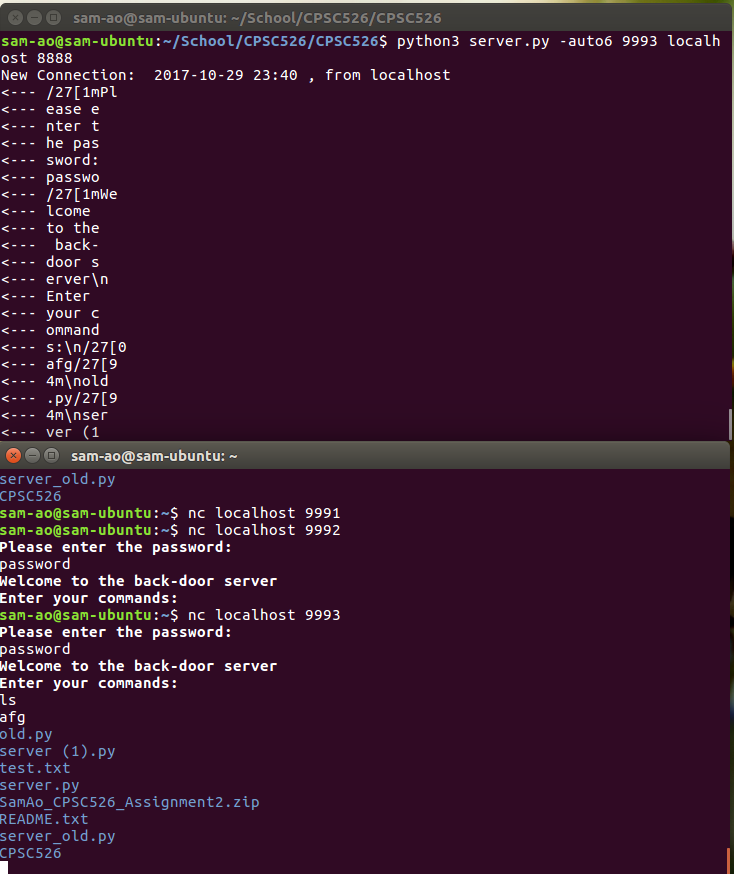 sam-ao@sam-ubuntu: ~/School/CPSC526/CPSC526
sam-ao@sam-ubuntu:~/School/CPSC526/CPSC526$ python3 server.py -auto6 9993 localh
ost 8888
New Connection:  2017-10-29 23:40 , from localhost
<--- /27[1mPl
<--- ease e
<--- nter t
<--- he pas
<--- sword:
<--- passwo
<--- /27[1mWe
<--- lcome
<--- to the
<---  back-
<--- door s
<--- erver\n
<--- Enter
<--- your c
<--- ommand
<--- s:\n/27[0
<--- afg/27[9
<--- 4m\nold
<--- .py/27[9
<--- 4m\nser
<--- ver (1
sam-ao@sam-ubuntu: ~
server_old.py
CPSC526
sam-ao@sam-ubuntu:~$ nc localhost 9991
sam-ao@sam-ubuntu:~$ nc localhost 9992
Please enter the password:
password
Welcome to the back-door server
Enter your commands:
sam-ao@sam-ubuntu:~$ nc localhost 9993
Please enter the password:
password
Welcome to the back-door server
Enter your commands:
ls
afg
old.py
server (1).py
test.txt
server.py
SamAo_CPSC526_Assignment2.zip
README.txt
server_old.py
CPSC526